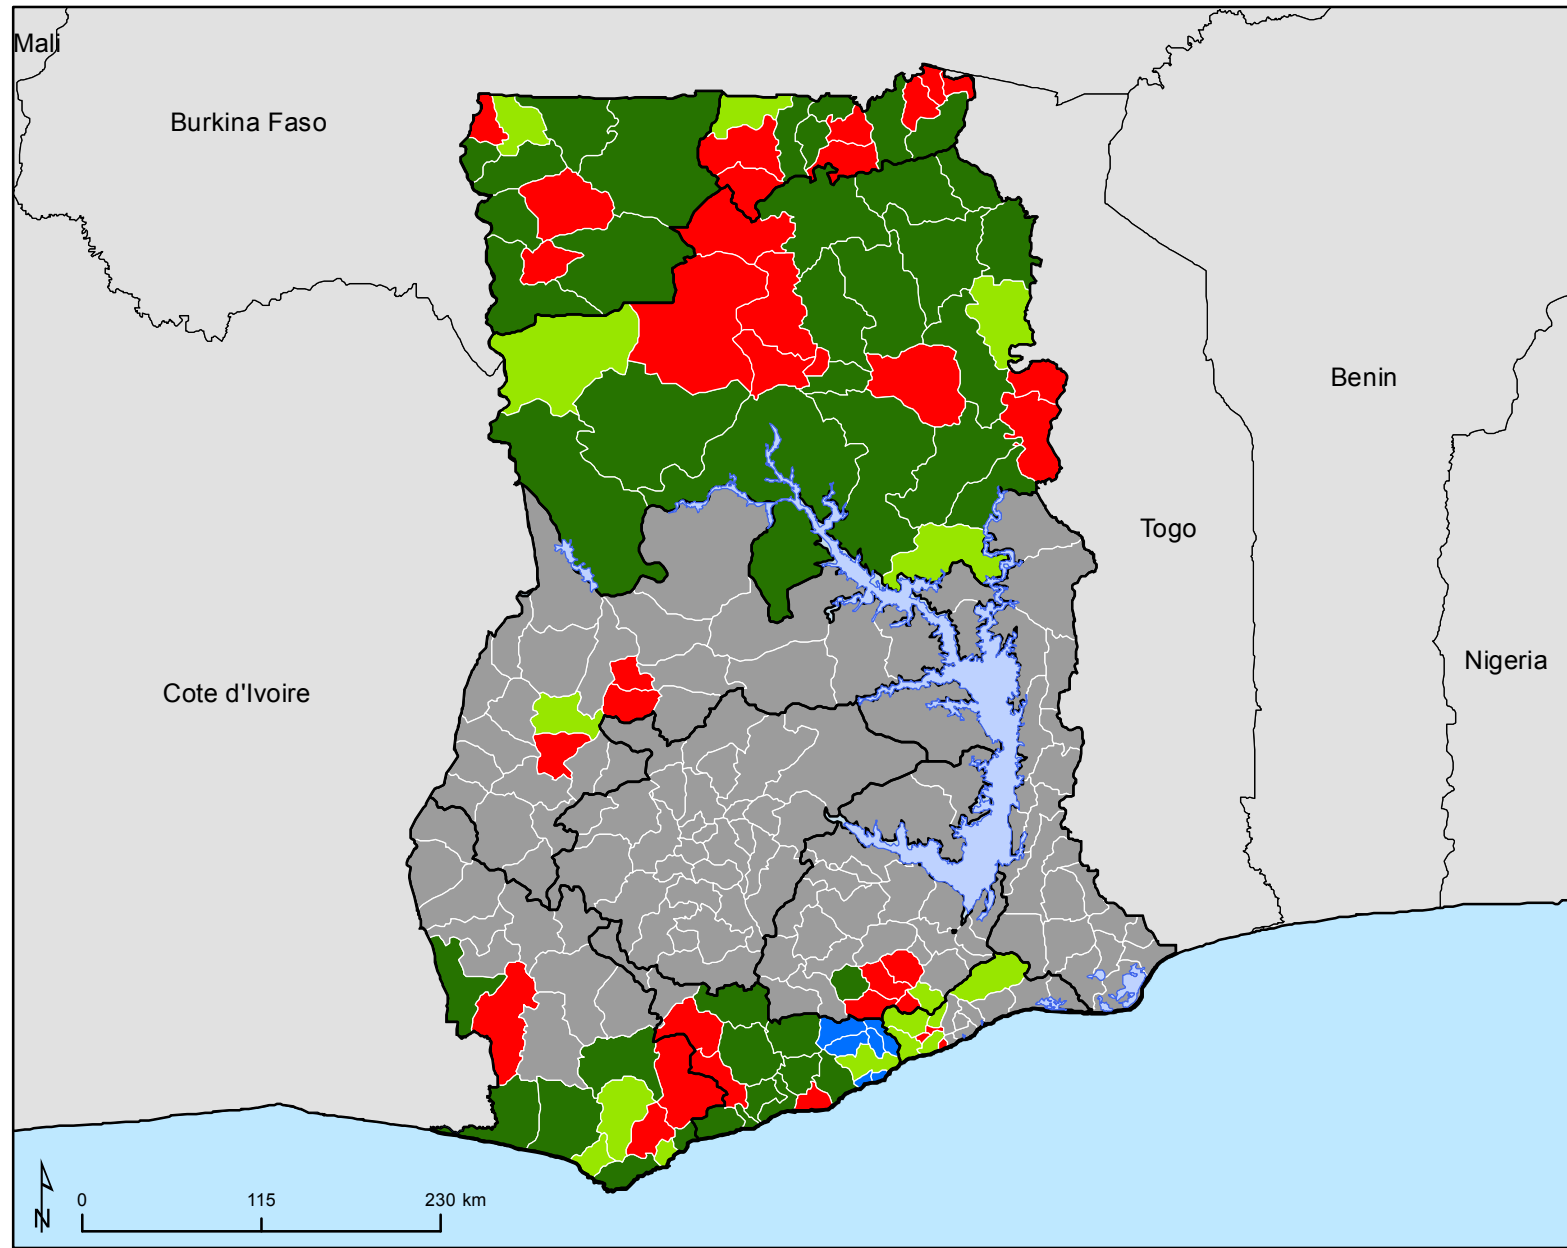 Mali
Burkina Faso
Benin
Togo
Nigeria
Cote d'Ivoire
N
0 115 230 km